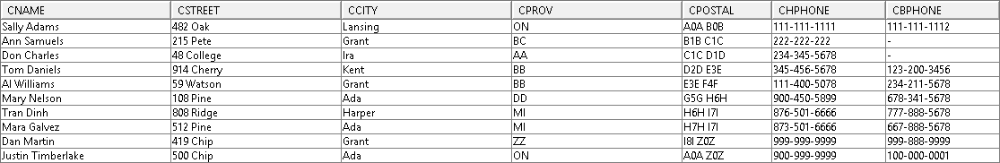 CNAME CSTREET CCITY CPROV CPOSTAL CHPHONE CBPHONE
Sally Adams 482 Oak Lansing ON A0A B0B 111-111-1111 111-111-1112
Ann Samuels 215 Pete Grant BC B1B C1C 222-222-222 -
Don Charles 48 College Ira AA C1C D1D 234-345-5678 -
Tom Daniels 914 Cherry Kent BB D2D E3E 345-456-5678 123-200-3456
Al Williams 59 Watson Grant BB E3E F4F 111-400-5078 234-211-5678
Mary Nelson 108 Pine Ada DD G5G H6H 900-450-5899 678-341-5678
Tran Dinh 808 Ridge Harper MI H6H I7I 876-501-6666 777-888-5678
Mara Galvez 512 Pine Ada MI H7H I7I 873-501-6666 667-888-5678
Dan Martin 419 Chip Grant ZZ I8I Z0Z 999-999-9999 999-888-9999
Justin Timberlake 500 Chip Ada ON A0A Z0Z 900-999-9999 100-000-0001